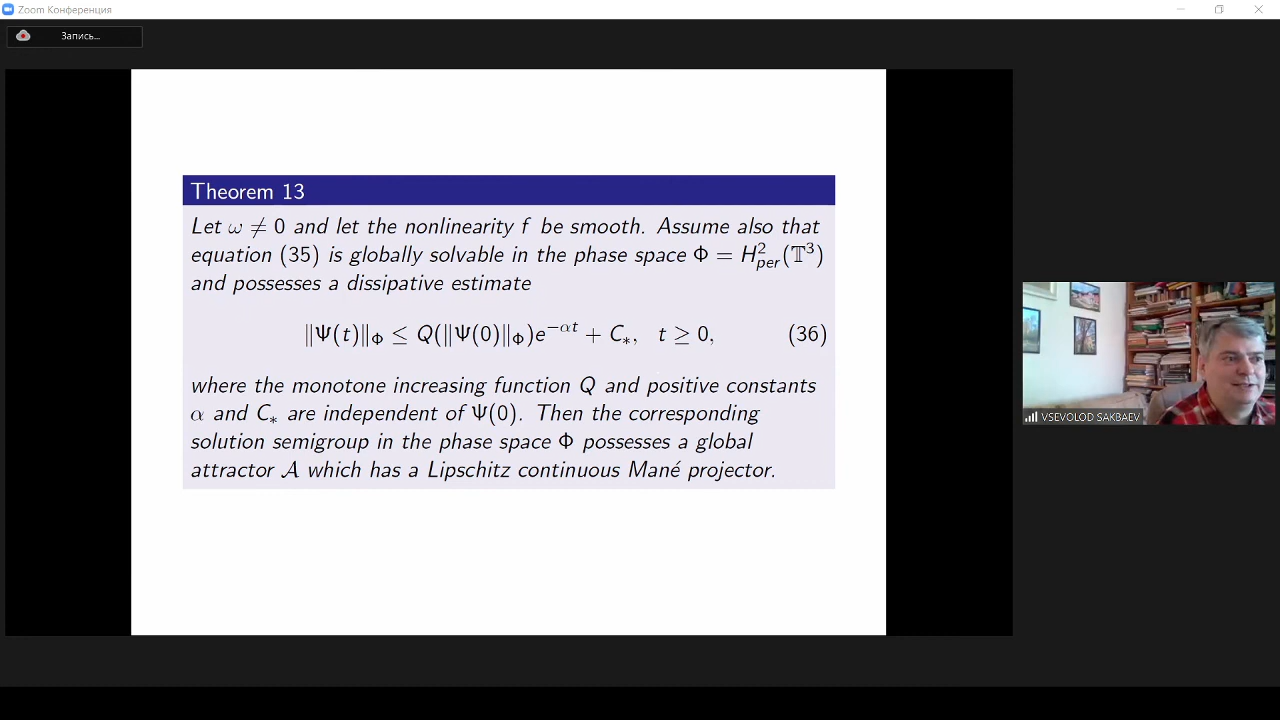 Zoom Конференция
Запись...
Theorem 13
Let ω ≠ 0 and let the nonlinearity f be smooth. Assume also that
equation (35) is globally solvable in the phase space Φ = H²_per(𝕋³)
and possesses a dissipative estimate
‖Ψ(t)‖_Φ ≤ Q(‖Ψ(0)‖_Φ)e^{−αt} + C_*, t ≥ 0, (36)
where the monotone increasing function Q and positive constants
α and C_* are independent of Ψ(0). Then the corresponding
solution semigroup in the phase space Φ possesses a global
attractor 𝒜 which has a Lipschitz continuous Mané projector.
VSEVOLOD SAKBAEV